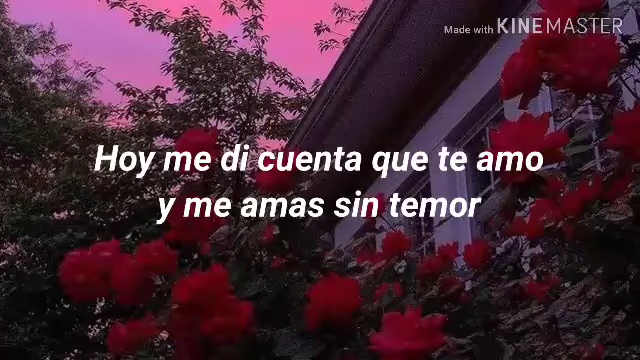 Made with KINEMASTER
Hoy me di cuenta que te amo
y me amas sin temor